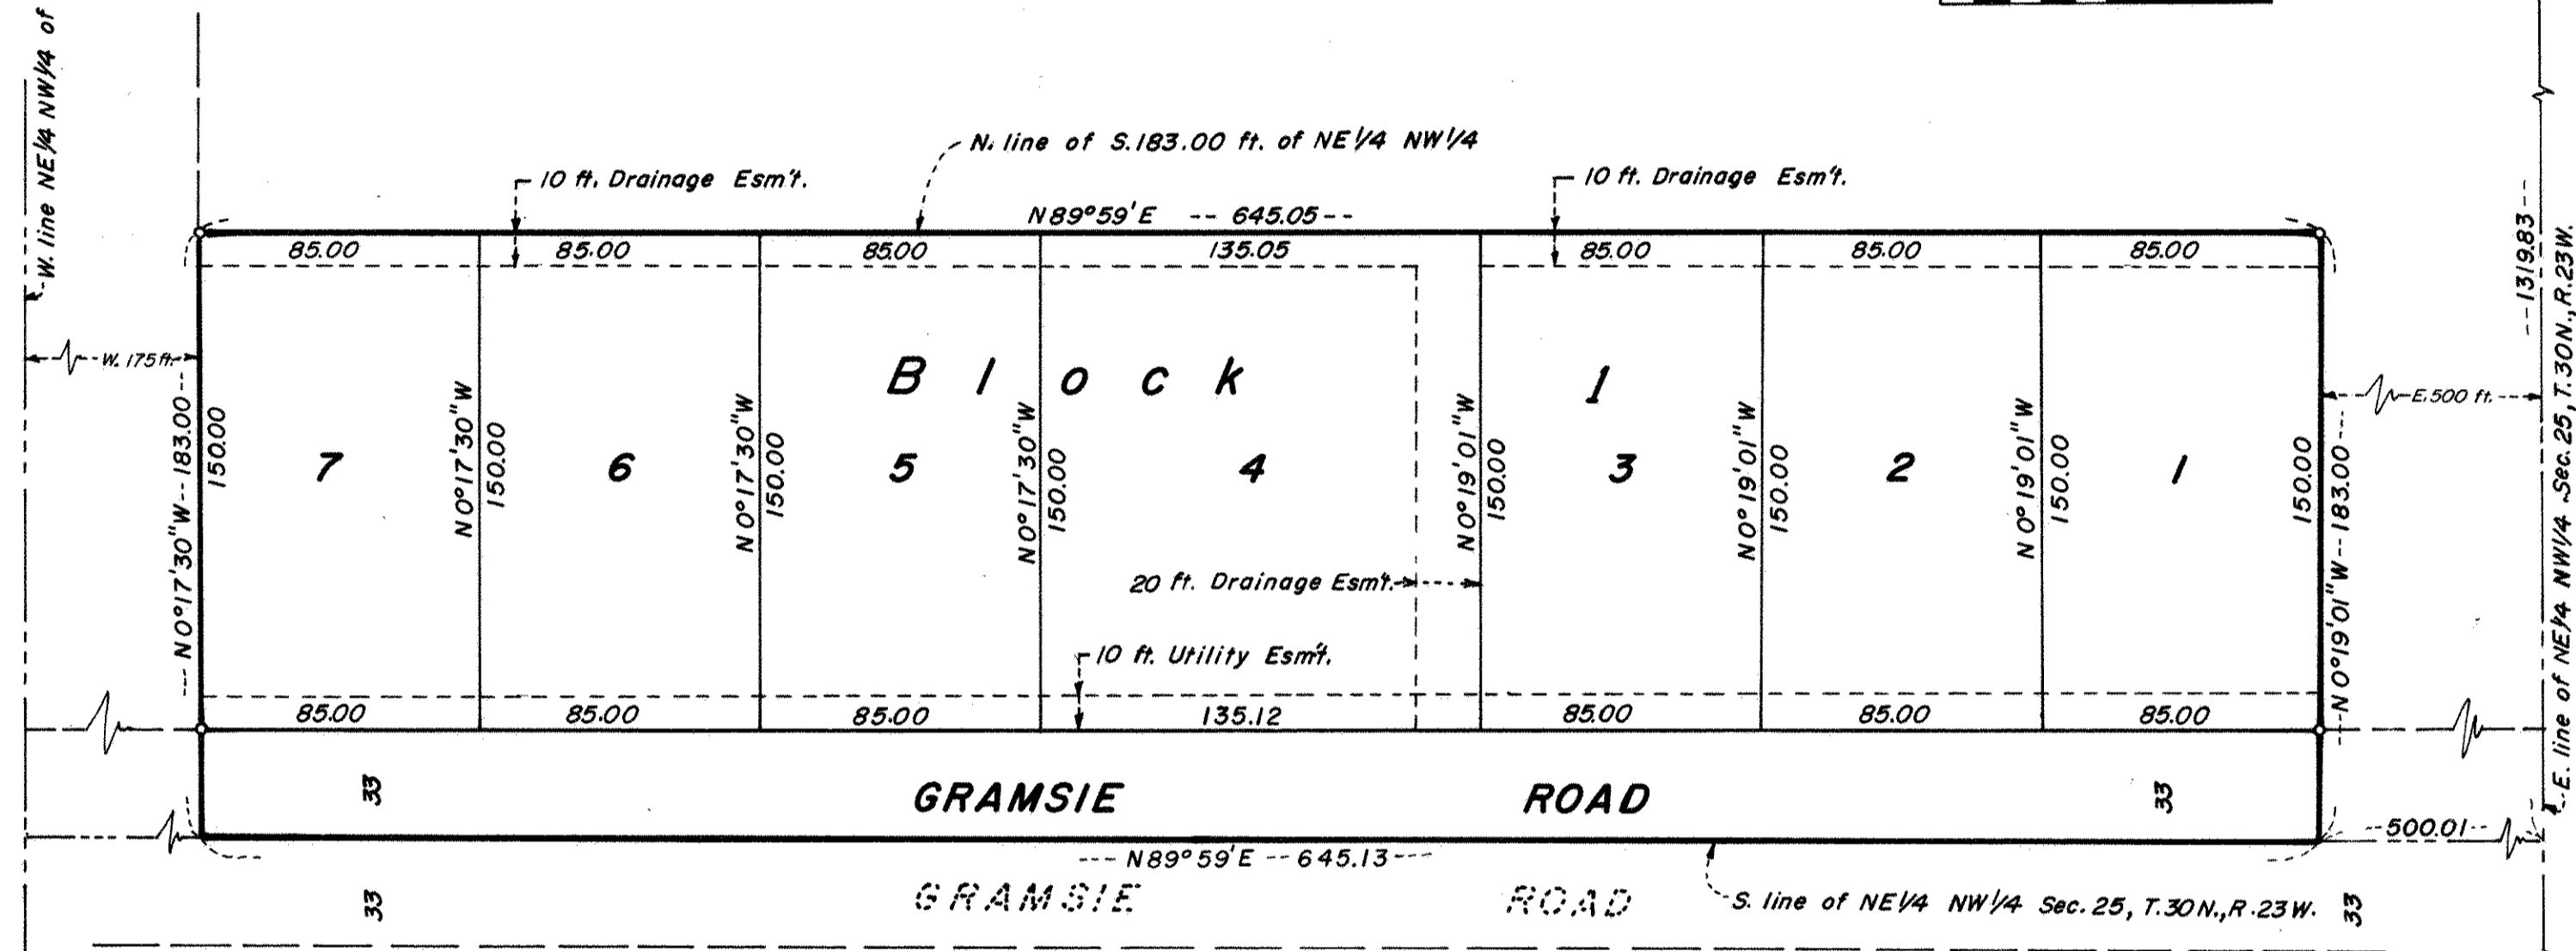 W. line NE1/4 NW1/4 of
N. line of S.183.00 ft. of NE1/4 NW1/4
10 ft. Drainage Esm't.
10 ft. Drainage Esm't.
N89°59'E -- 645.05--
85.00
85.00
85.00
135.05
85.00
85.00
85.00
--1319.83--
W. 175 ft.
Block 1
E. 500 ft.
N0°17'30"W--183.00
150.00
7
N0°17'30"W
150.00
6
N0°17'30"W
150.00
5
N0°17'30"W
150.00
4
N0°19'01"W
150.00
3
N0°19'01"W
150.00
2
N0°19'01"W
150.00
1
150.00
N0°19'01"W--183.00
E. line of NE1/4 NW1/4 Sec. 25, T.30N., R.23W.
20 ft. Drainage Esm't.
10 ft. Utility Esm't.
85.00
85.00
85.00
135.12
85.00
85.00
85.00
33
GRAMSIE ROAD
33
--500.01--
--- N89°59'E -- 645.13---
33
GRAMSIE ROAD
S. line of NE1/4 NW1/4 Sec. 25, T.30N., R.23W.
33